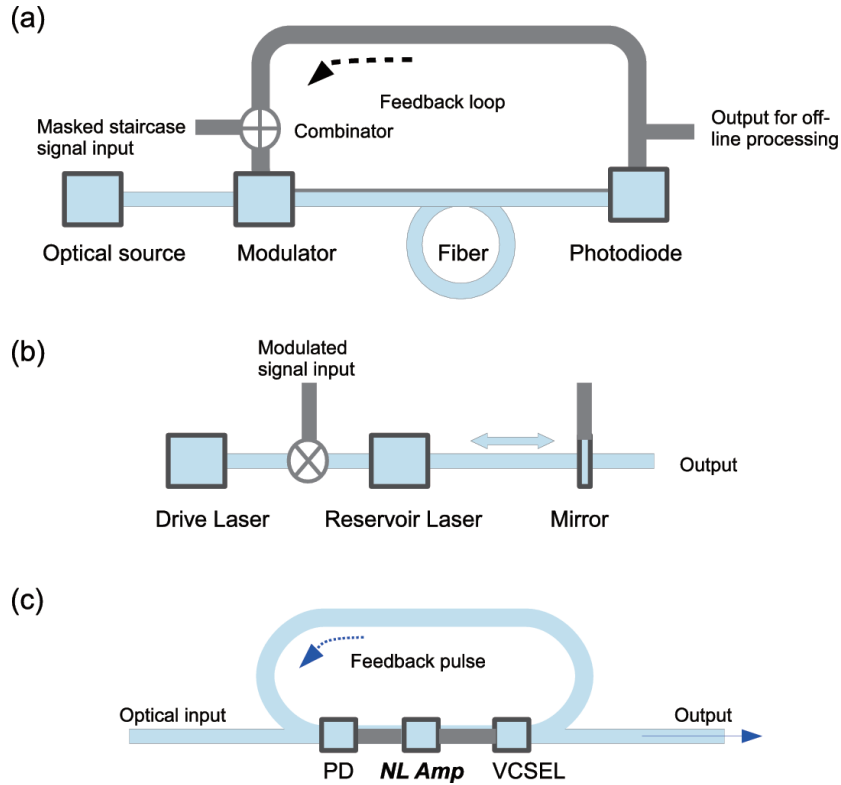 (a)
Feedback loop
Masked staircase
signal input
Combinator
Output for off-
line processing
Optical source
Modulator
Fiber
Photodiode
(b)
Modulated
signal input
Output
Drive Laser
Reservoir Laser
Mirror
(c)
Feedback pulse
Optical input
Output
PD
NL Amp
VCSEL